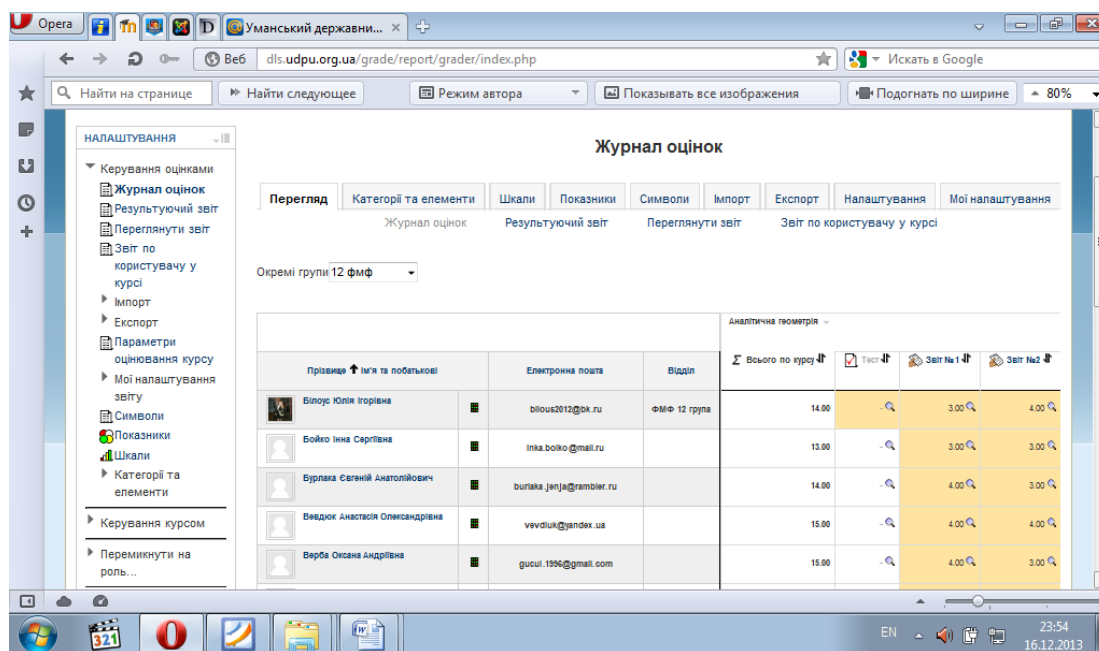 Opera
Уманський державни...
Веб
dls.udpu.org.ua/grade/report/grader/index.php
Искать в Google
Найти на странице
Найти следующее
Режим автора
Показывать все изображения
Подогнать по ширине
80%
НАЛАШТУВАННЯ
Керування оцінками
Журнал оцінок
Результуючий звіт
Переглянути звіт
Звіт по
користувачу у
курсі
Імпорт
Експорт
Параметри
оцінювання курсу
Мої налаштування
звіту
Символи
Показники
Шкали
Категорії та
елементи
Керування курсом
Перемикнути на
роль...
Журнал оцінок
Перегляд Категорії та елементи Шкали Показники Символи Імпорт Експорт Налаштування Мої налаштування
Журнал оцінок Результуючий звіт Переглянути звіт Звіт по користувачу у курсі
Окремі групи 12 фмф
Аналітична геометрія
Прізвище Ім'я та побатькові Електронна пошта Відділ Σ Всього по курсу Тест Звіт №1 Звіт №2
Білоус Юлія Ігорівна bilous2012@bk.ru ФМФ 12 група 14.00 - 3.00 4.00
Бойко Інна Сергіївна inka.boiko@mail.ru 13.00 - 3.00 3.00
Бурлака Євгеній Анатолійович burlaka.jenja@rambler.ru 14.00 - 4.00 3.00
Вевдюк Анастасія Олександрівна vevdiuk@yandex.ua 15.00 - 4.00 4.00
Верба Оксана Андріївна gucul.1996@gmail.com 15.00 - 4.00 3.00
321
EN
23:54
16.12.2013